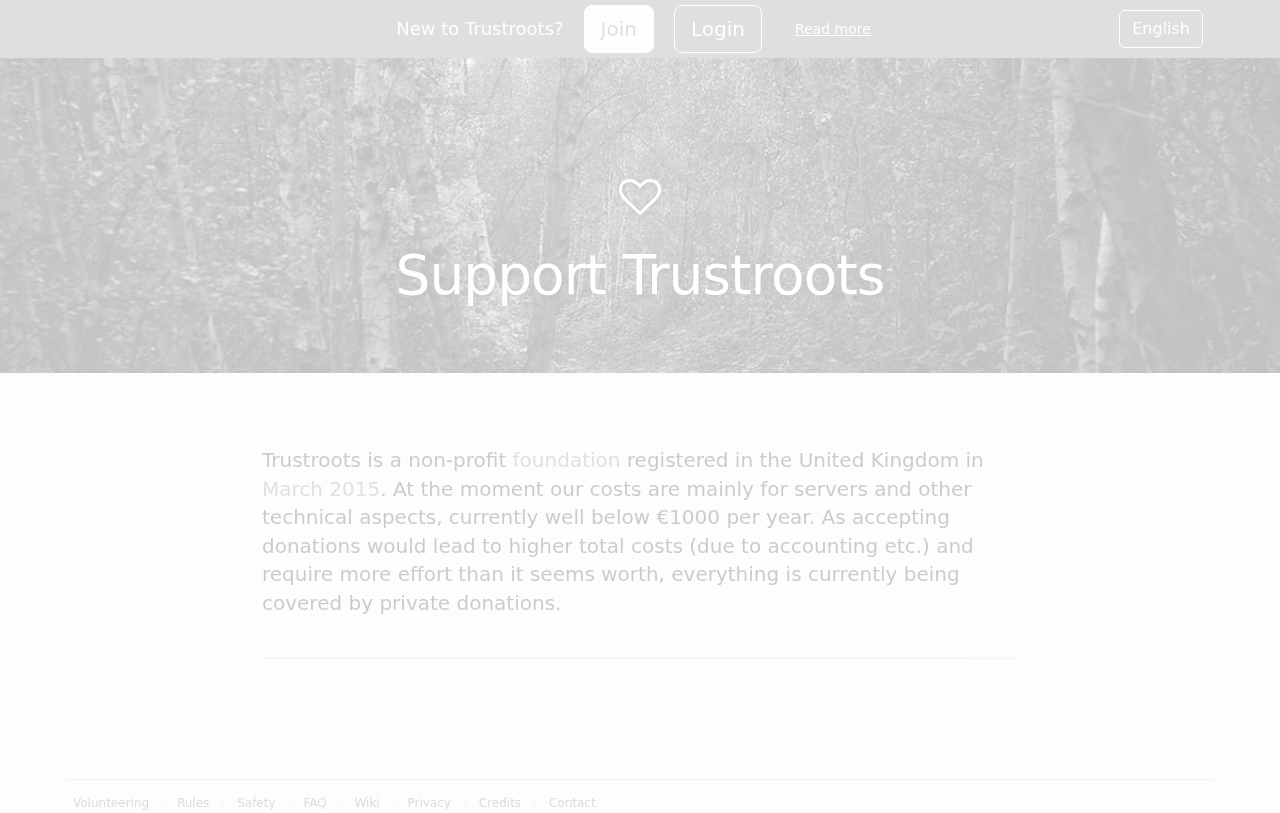 New to Trustroots? Join Login Read more English
Support Trustroots
Trustroots is a non-profit foundation registered in the United Kingdom in
March 2015. At the moment our costs are mainly for servers and other
technical aspects, currently well below €1000 per year. As accepting
donations would lead to higher total costs (due to accounting etc.) and
require more effort than it seems worth, everything is currently being
covered by private donations.
Volunteering · Rules · Safety · FAQ · Wiki · Privacy · Credits · Contact